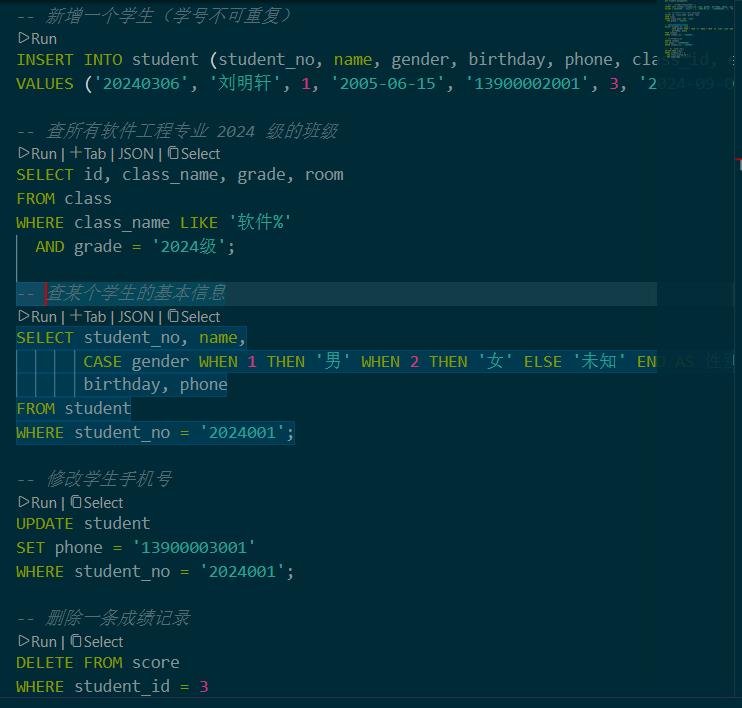 -- 新增一个学生（学号不可重复）
▷Run
INSERT INTO student (student_no, name, gender, birthday, phone, class_id,
VALUES ('20240306', '刘明轩', 1, '2005-06-15', '13900002001', 3, '2024-09-0
-- 查所有软件工程专业 2024 级的班级
▷Run | +Tab | JSON | Select
SELECT id, class_name, grade, room
FROM class
WHERE class_name LIKE '软件%'
AND grade = '2024级';
-- 查某个学生的基本信息
▷Run | +Tab | JSON | Select
SELECT student_no, name,
CASE gender WHEN 1 THEN '男' WHEN 2 THEN '女' ELSE '未知' END AS 性别
birthday, phone
FROM student
WHERE student_no = '2024001';
-- 修改学生手机号
▷Run | Select
UPDATE student
SET phone = '13900003001'
WHERE student_no = '2024001';
-- 删除一条成绩记录
▷Run | Select
DELETE FROM score
WHERE student_id = 3